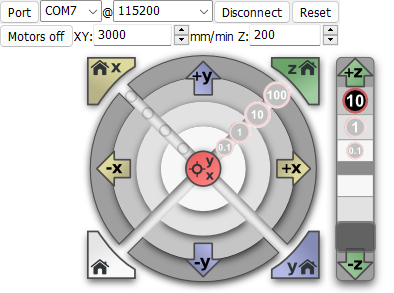 Port COM7 @ 115200 Disconnect Reset
Motors off XY: 3000 mm/min Z: 200
x +y z +z
100 10
10 1
1 0.1
0.1
-x y x +x
-y y -z